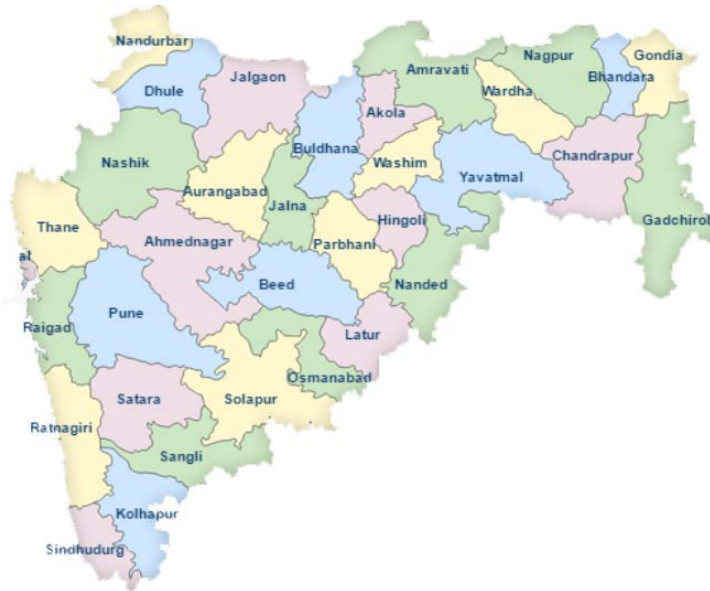 Nandurbar
Dhule
Jalgaon
Amravati
Nagpur
Gondia
Bhandara
Wardha
Akola
Buldhana
Nashik
Washim
Chandrapur
Yavatmal
Aurangabad
Jalna
Hingoli
Gadchirol
Thane
Ahmednagar
Parbhani
al
Beed
Nanded
Pune
Raigad
Latur
Osmanabad
Satara
Solapur
Ratnagiri
Sangli
Kolhapur
Sindhudurg